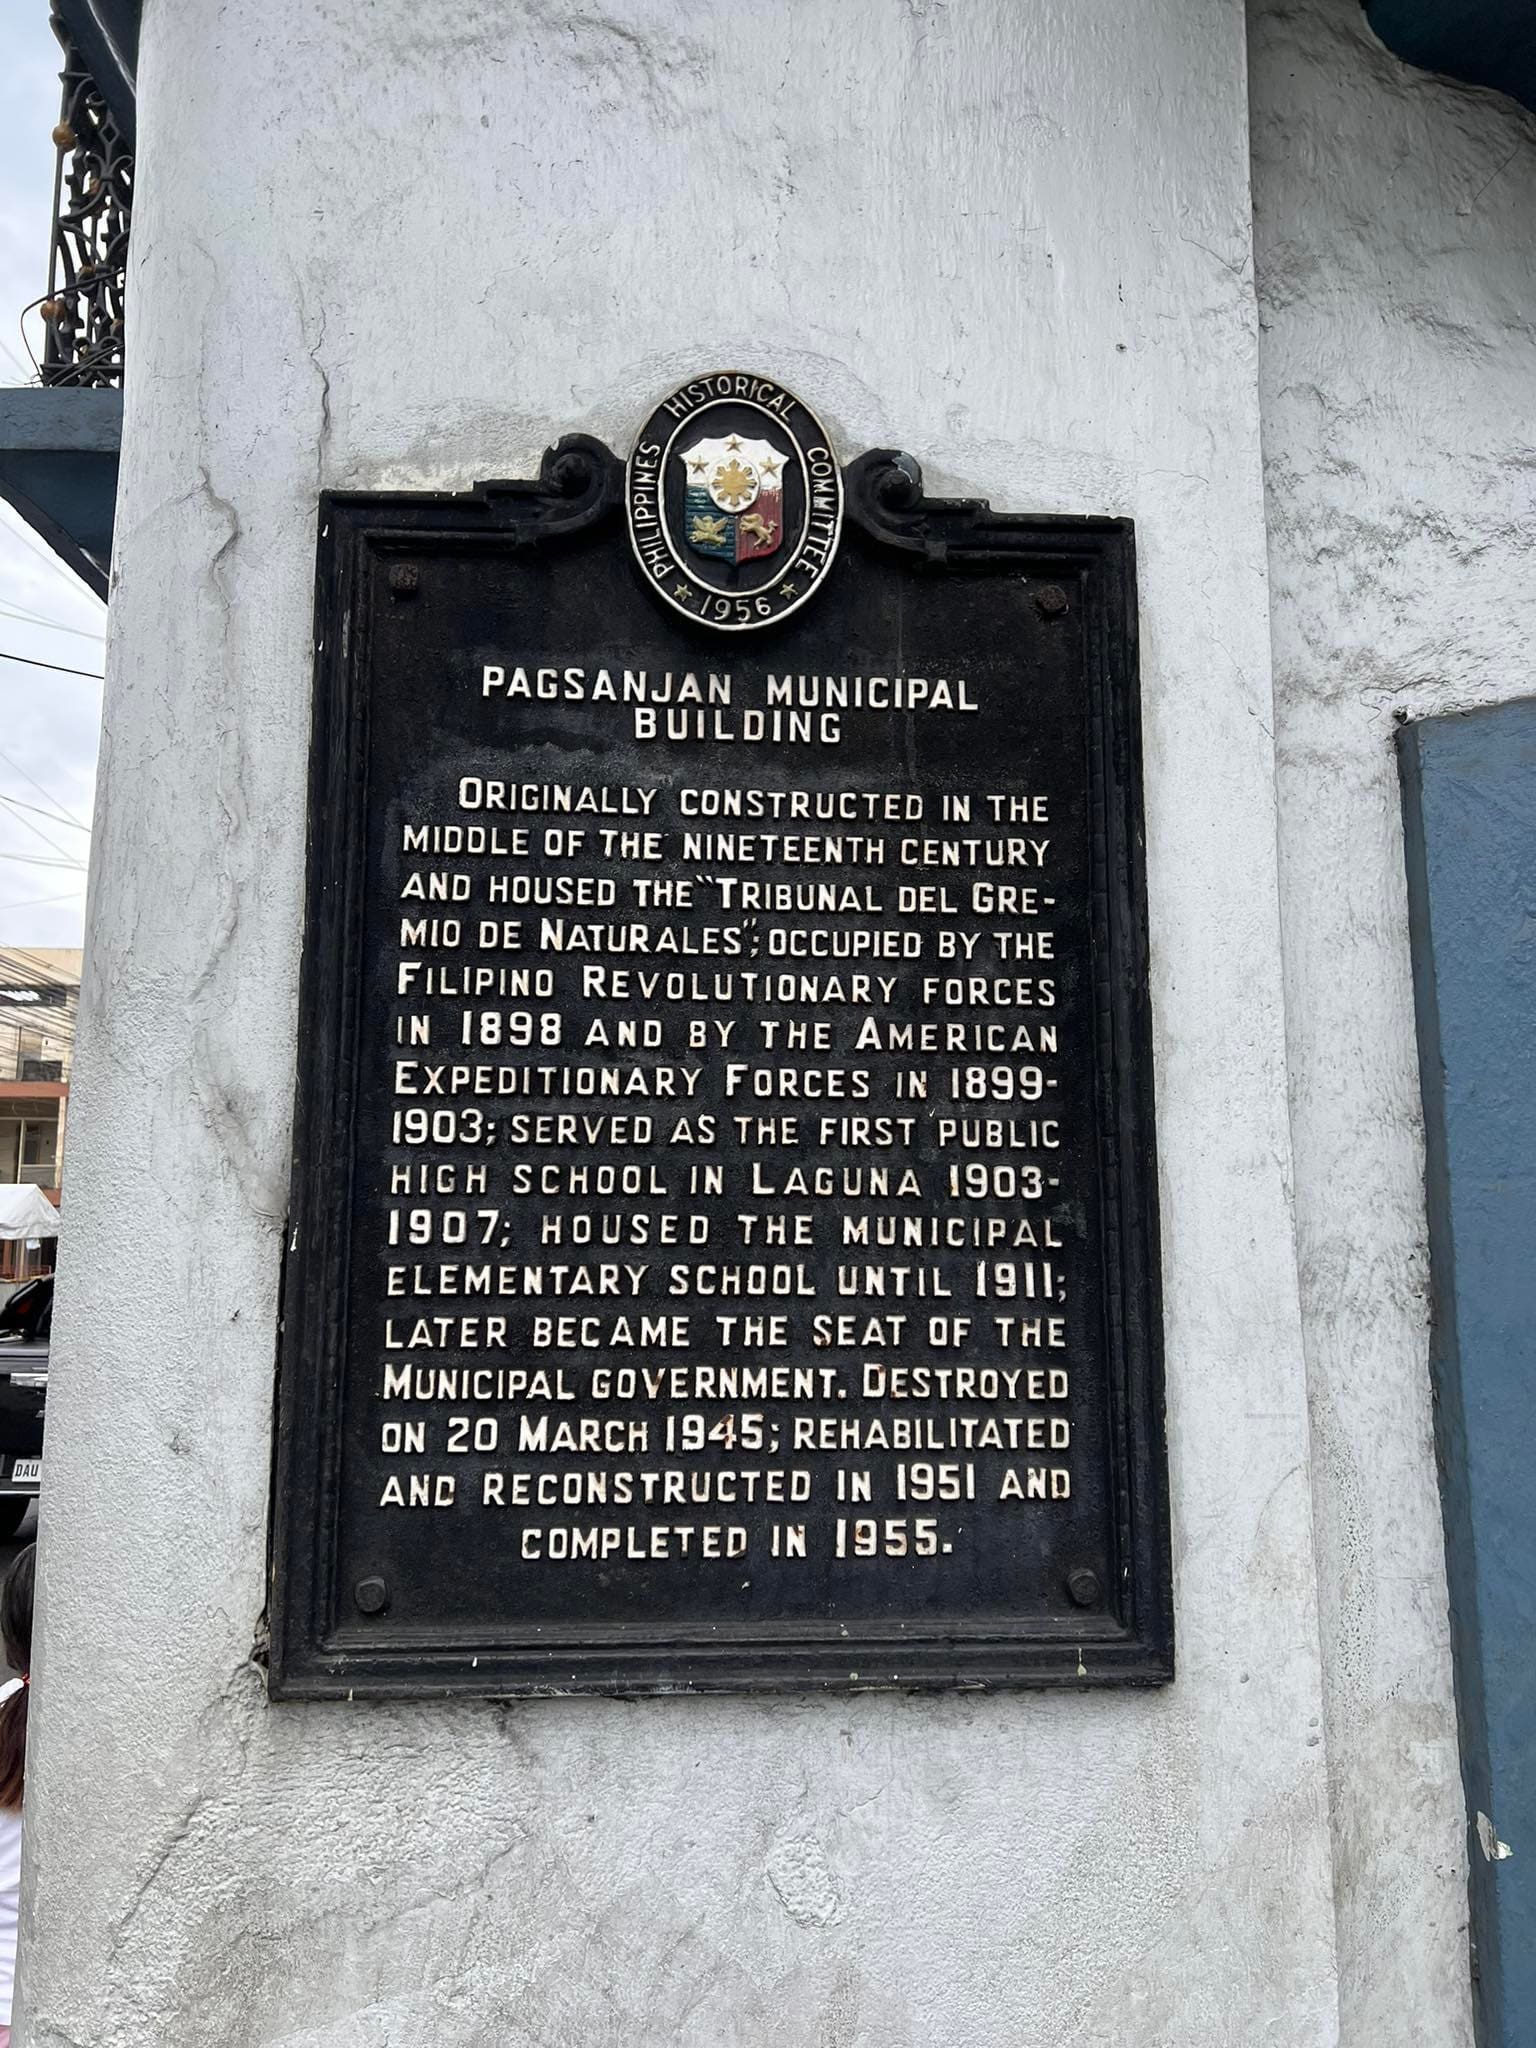 PHILIPPINES HISTORICAL COMMITTEE
1956
PAGSANJAN MUNICIPAL
BUILDING
ORIGINALLY CONSTRUCTED IN THE
MIDDLE OF THE NINETEENTH CENTURY
AND HOUSED THE "TRIBUNAL DEL GRE-
MIO DE NATURALES"; OCCUPIED BY THE
FILIPINO REVOLUTIONARY FORCES
IN 1898 AND BY THE AMERICAN
EXPEDITIONARY FORCES IN 1899-
1903; SERVED AS THE FIRST PUBLIC
HIGH SCHOOL IN LAGUNA 1903-
1907; HOUSED THE MUNICIPAL
ELEMENTARY SCHOOL UNTIL 1911;
LATER BECAME THE SEAT OF THE
MUNICIPAL GOVERNMENT. DESTROYED
ON 20 MARCH 1945; REHABILITATED
AND RECONSTRUCTED IN 1951 AND
COMPLETED IN 1955.
DAU